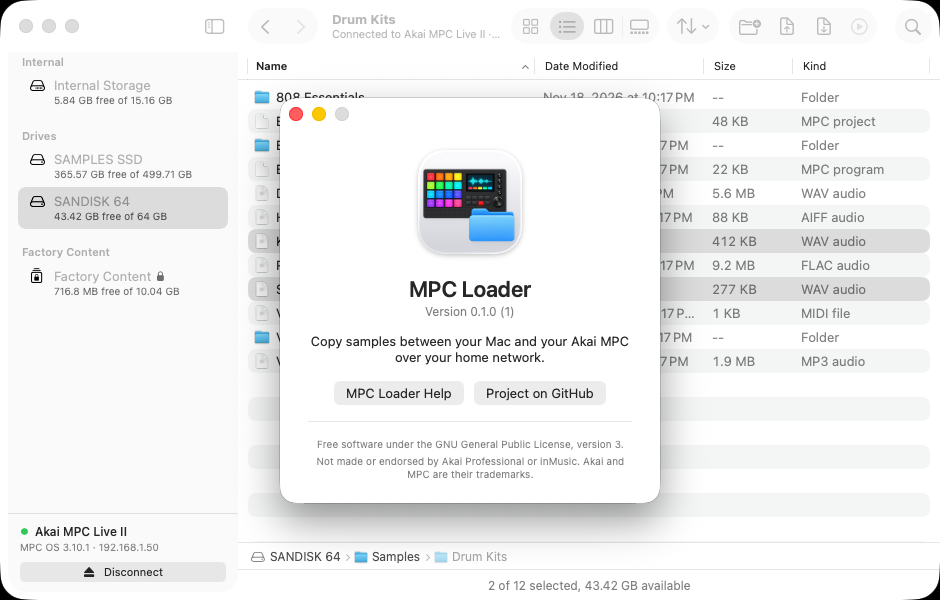 Drum Kits
Connected to Akai MPC Live II -...
Internal
Internal Storage
5.84 GB free of 15.16 GB
Drives
SAMPLES SSD
365.57 GB free of 499.71 GB
SANDISK 64
43.42 GB free of 64 GB
Factory Content
Factory Content
716.8 MB free of 10.04 GB
Akai MPC Live II
MPC OS 3.10.1 · 192.168.1.50
Disconnect
Name Date Modified Size Kind
808 Essentials Nov 18, 2026 at 10:17 PM -- Folder
48 KB MPC project
-- Folder
22 KB MPC program
5.6 MB WAV audio
88 KB AIFF audio
412 KB WAV audio
9.2 MB FLAC audio
277 KB WAV audio
1 KB MIDI file
-- Folder
1.9 MB MP3 audio
MPC Loader
Version 0.1.0 (1)
Copy samples between your Mac and your Akai MPC
over your home network.
MPC Loader Help Project on GitHub
Free software under the GNU General Public License, version 3.
Not made or endorsed by Akai Professional or inMusic. Akai and
MPC are their trademarks.
SANDISK 64 › Samples › Drum Kits
2 of 12 selected, 43.42 GB available